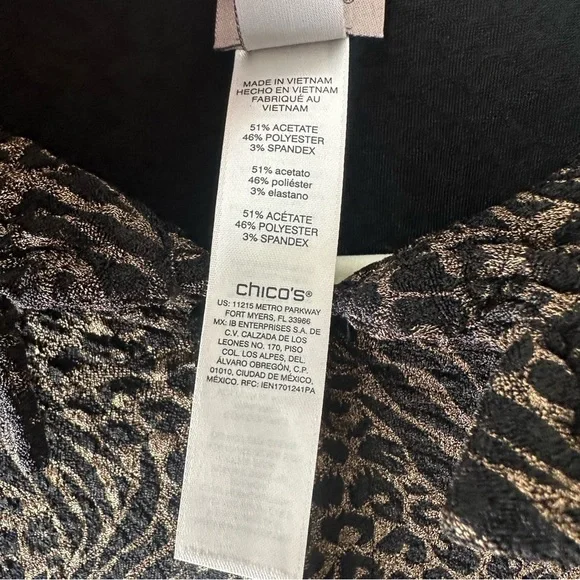 ®
MADE IN VIETNAM
HECHO EN VIETNAM
FABRIQUÉ AU
VIETNAM
51% ACETATE
46% POLYESTER
3% SPANDEX
51% acetato
46% poliéster
3% elastano
51% ACÉTATE
46% POLYESTER
3% SPANDEX
chico's®
US: 11215 METRO PARKWAY
FORT MYERS, FL 33966
MX: IB ENTERPRISES S.A. DE
C.V. CALZADA DE LOS
LEONES NO. 170, PISO
COL. LOS ALPES, DEL.
ÁLVARO OBREGÓN, C.P.
01010, CIUDAD DE MÉXICO,
MÉXICO. RFC: IEN1701241PA